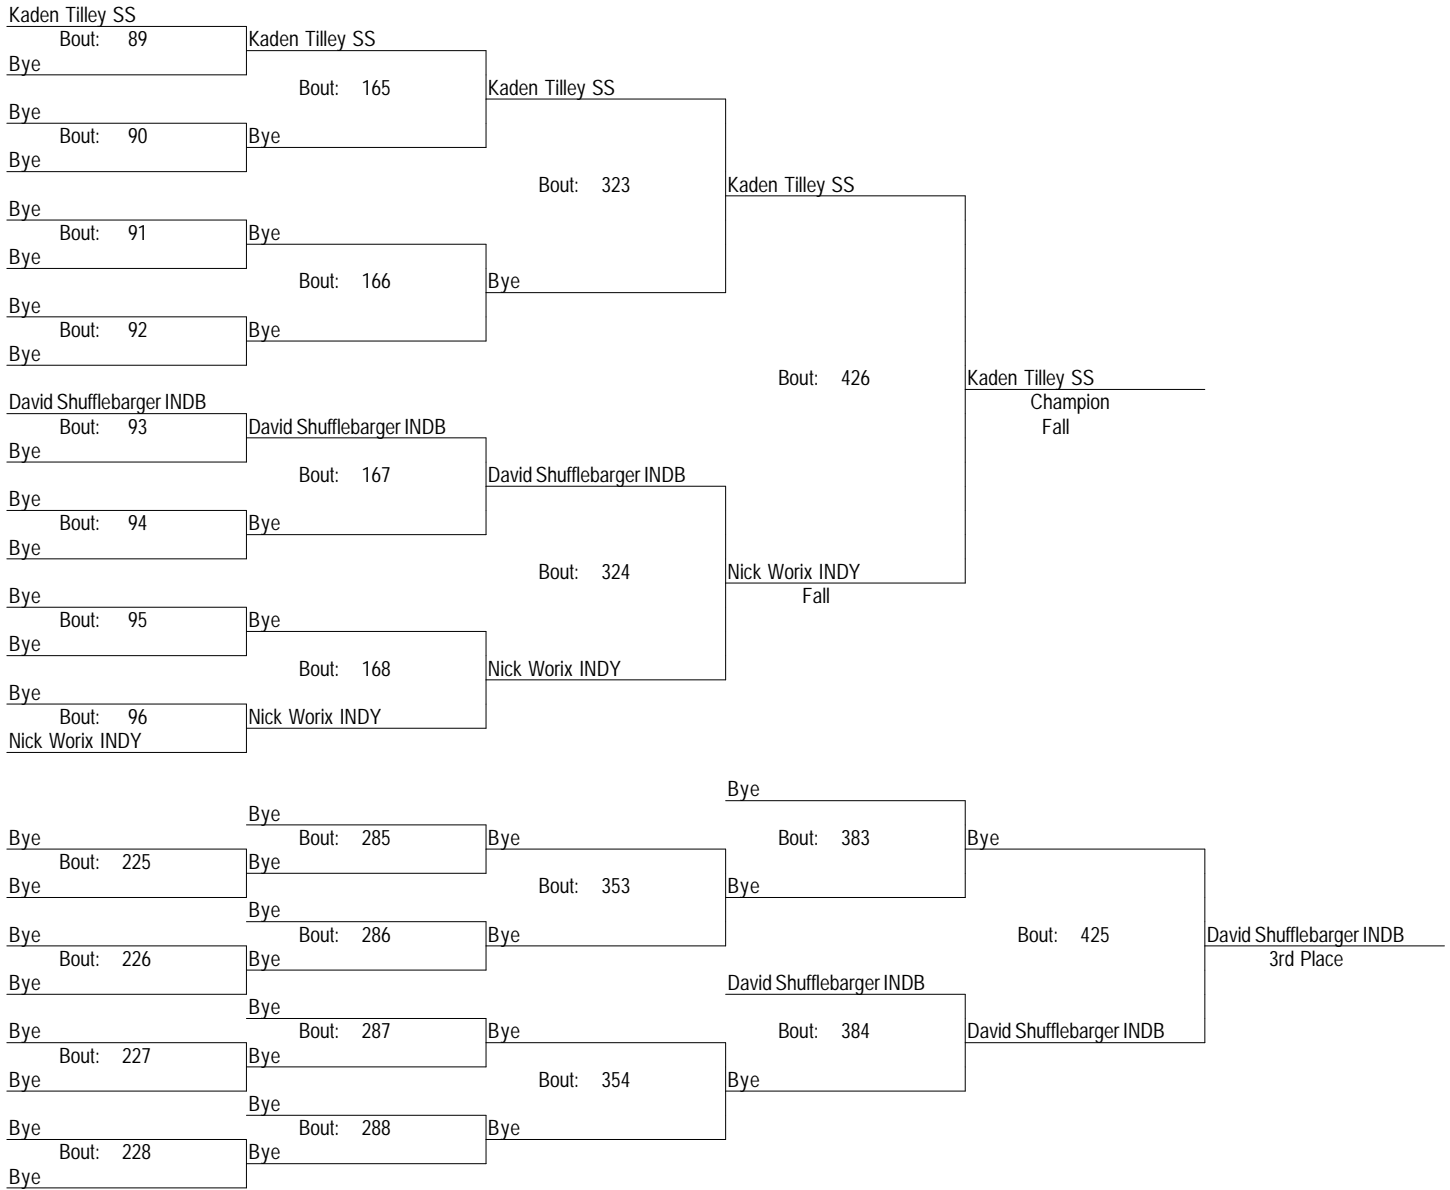 Kaden Tilley SS
Bout: 89 Kaden Tilley SS
Bye
Bout: 165 Kaden Tilley SS
Bye
Bout: 90 Bye
Bye
Bout: 323 Kaden Tilley SS
Bye
Bout: 91 Bye
Bye
Bout: 166 Bye
Bye
Bout: 92 Bye
Bye
Bout: 426 Kaden Tilley SS
David Shufflebarger INDB Champion
Bout: 93 David Shufflebarger INDB Fall
Bye
Bout: 167 David Shufflebarger INDB
Bye
Bout: 94 Bye
Bye
Bout: 324 Nick Worix INDY
Bye Fall
Bout: 95 Bye
Bye
Bout: 168 Nick Worix INDY
Bye
Bout: 96 Nick Worix INDY
Nick Worix INDY
Bye
Bye
Bye Bout: 285 Bye Bout: 383 Bye
Bout: 225 Bye
Bye Bout: 353 Bye
Bye
Bye Bout: 286 Bye Bout: 425 David Shufflebarger INDB
Bout: 226 Bye 3rd Place
Bye David Shufflebarger INDB
Bye
Bye Bout: 287 Bye Bout: 384 David Shufflebarger INDB
Bout: 227 Bye
Bye Bout: 354 Bye
Bye
Bye Bout: 288 Bye
Bout: 228 Bye
Bye